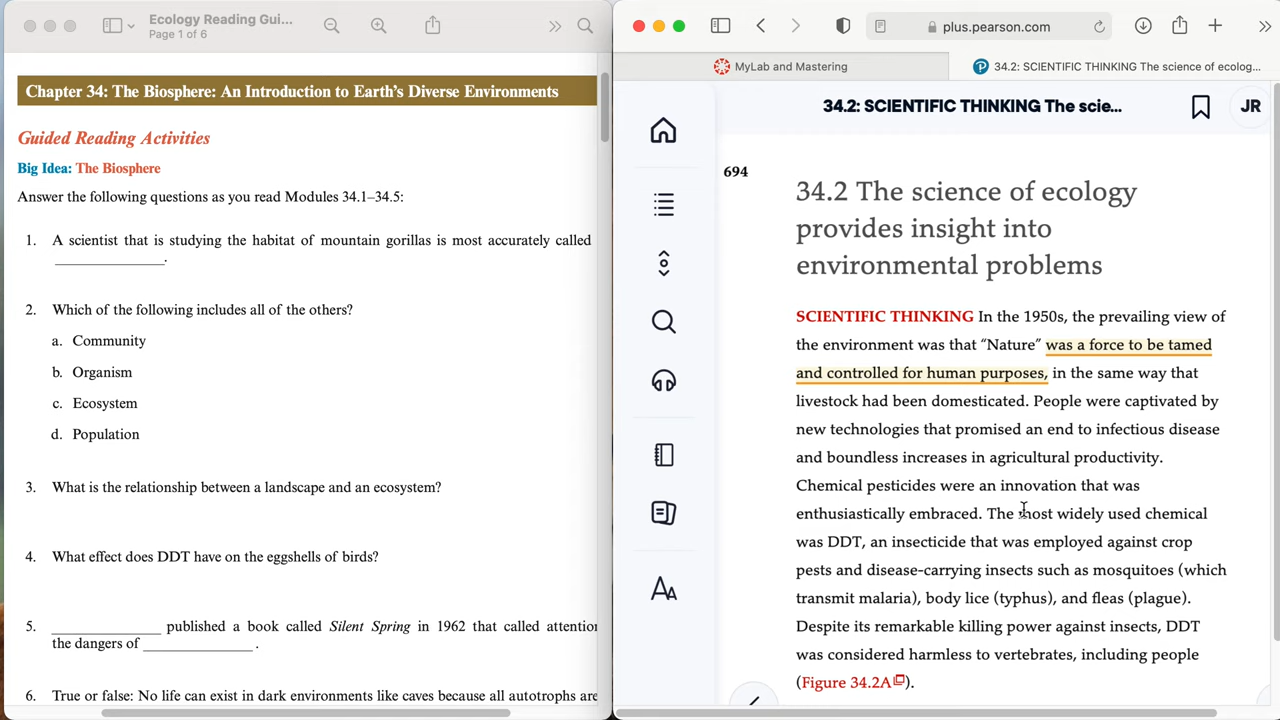 Ecology Reading Gui...
Page 1 of 6
Chapter 34: The Biosphere: An Introduction to Earth's Diverse Environments
Guided Reading Activities
Big Idea: The Biosphere
Answer the following questions as you read Modules 34.1–34.5:
1. A scientist that is studying the habitat of mountain gorillas is most accurately called
____________.
2. Which of the following includes all of the others?
a. Community
b. Organism
c. Ecosystem
d. Population
3. What is the relationship between a landscape and an ecosystem?
4. What effect does DDT have on the eggshells of birds?
5. ____________ published a book called Silent Spring in 1962 that called attention
the dangers of ____________.
6. True or false: No life can exist in dark environments like caves because all autotrophs are
plus.pearson.com
MyLab and Mastering
34.2: SCIENTIFIC THINKING The science of ecolog...
34.2: SCIENTIFIC THINKING The scie...
JR
694
34.2 The science of ecology
provides insight into
environmental problems
SCIENTIFIC THINKING In the 1950s, the prevailing view of
the environment was that “Nature” was a force to be tamed
and controlled for human purposes, in the same way that
livestock had been domesticated. People were captivated by
new technologies that promised an end to infectious disease
and boundless increases in agricultural productivity.
Chemical pesticides were an innovation that was
enthusiastically embraced. The most widely used chemical
was DDT, an insecticide that was employed against crop
pests and disease-carrying insects such as mosquitoes (which
transmit malaria), body lice (typhus), and fleas (plague).
Despite its remarkable killing power against insects, DDT
was considered harmless to vertebrates, including people
(Figure 34.2A).